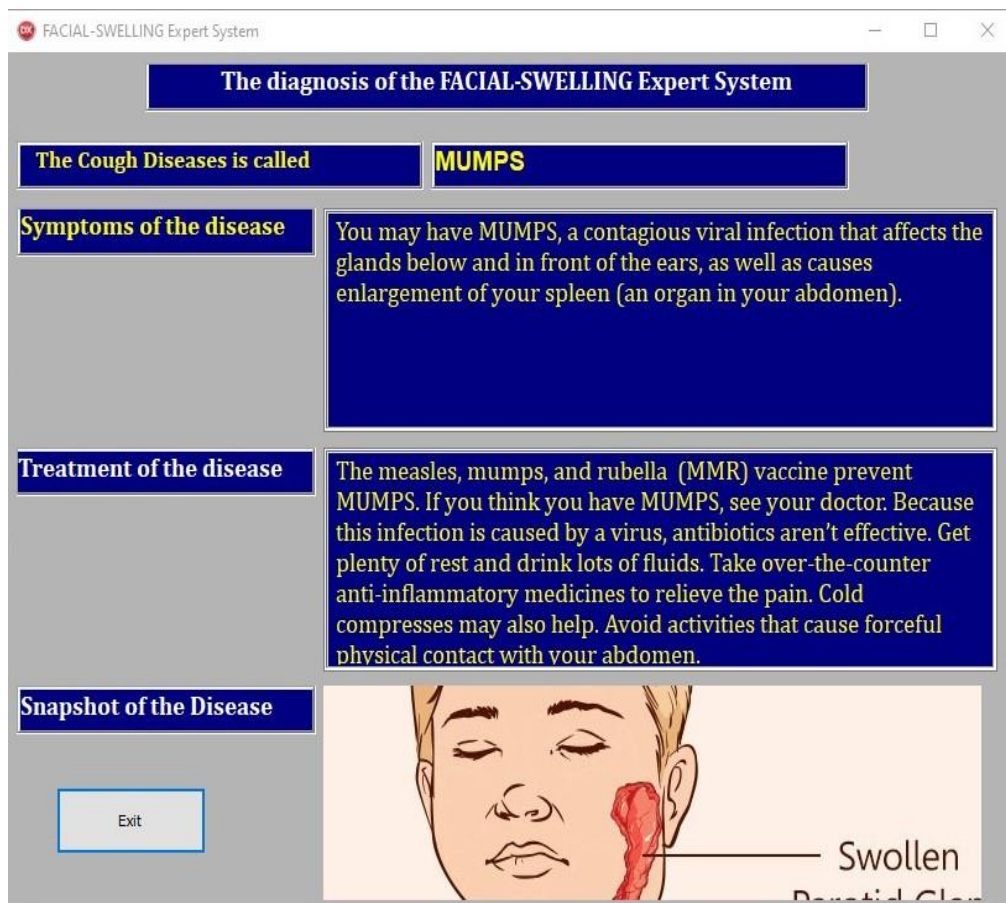 FACIAL-SWELLING Expert System
The diagnosis of the FACIAL-SWELLING Expert System
The Cough Diseases is called
MUMPS
Symptoms of the disease
You may have MUMPS, a contagious viral infection that affects the
glands below and in front of the ears, as well as causes
enlargement of your spleen (an organ in your abdomen).
Treatment of the disease
The measles, mumps, and rubella (MMR) vaccine prevent
MUMPS. If you think you have MUMPS, see your doctor. Because
this infection is caused by a virus, antibiotics aren’t effective. Get
plenty of rest and drink lots of fluids. Take over-the-counter
anti-inflammatory medicines to relieve the pain. Cold
compresses may also help. Avoid activities that cause forceful
physical contact with your abdomen.
Snapshot of the Disease
Exit
Swollen
Parotid